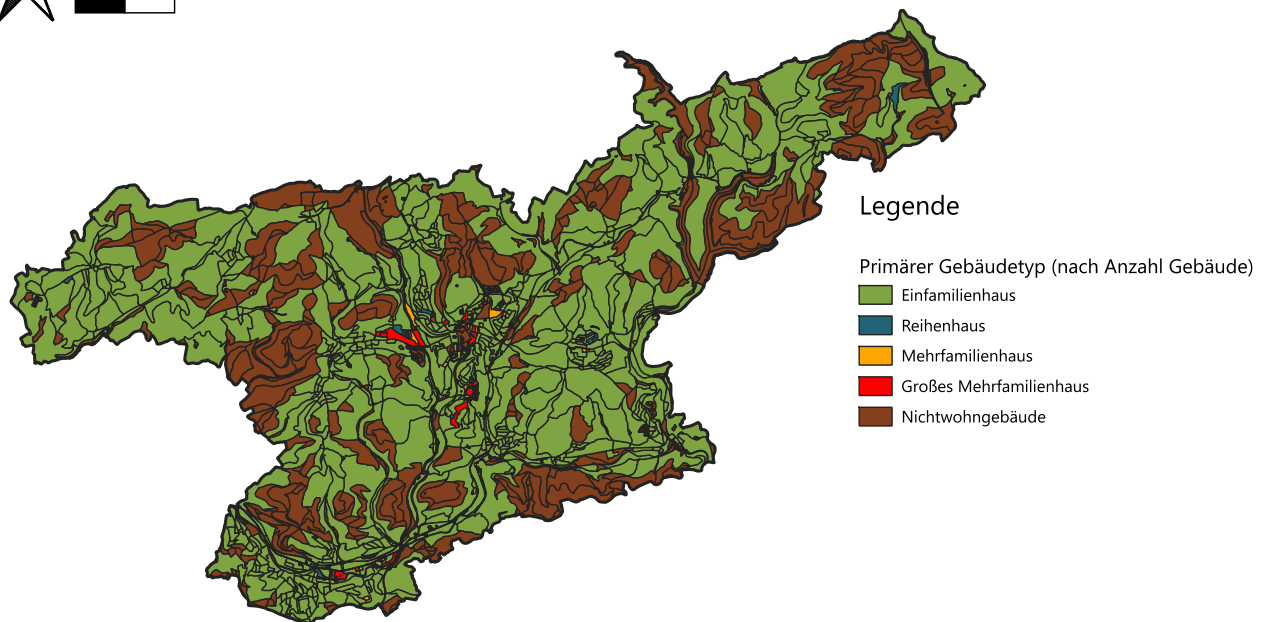 Legende
Primärer Gebäudetyp (nach Anzahl Gebäude)
Einfamilienhaus
Reihenhaus
Mehrfamilienhaus
Großes Mehrfamilienhaus
Nichtwohngebäude